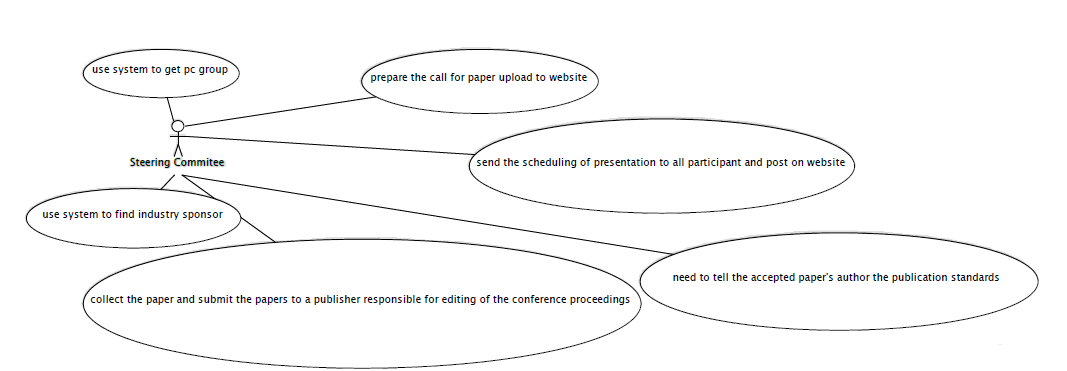 use system to get pc group
prepare the call for paper upload to website
send the scheduling of presentation to all participant and post on website
Steering Commitee
use system to find industry sponsor
need to tell the accepted paper's author the publication standards
collect the paper and submit the papers to a publisher responsible for editing of the conference proceedings